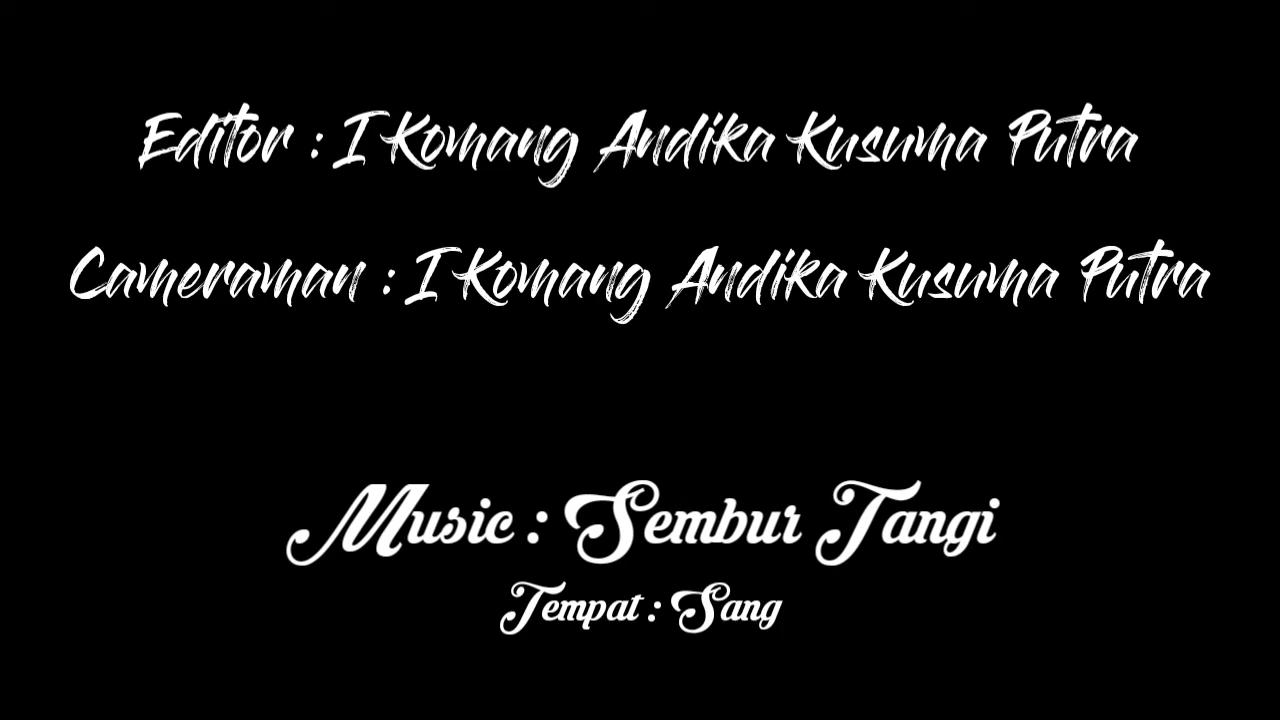 Editor : I Komang Andika Kusuma Putra
Cameraman : I Komang Andika Kusuma Putra
Music : Sembur Tangi
Tempat : Sang